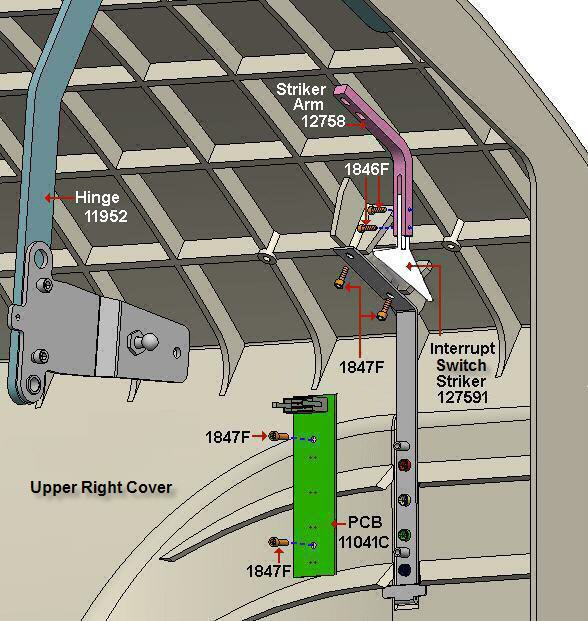 Striker
Arm
12758
1846F
Hinge
11952
1847F
Interrupt
Switch
Striker
127591
1847F
Upper Right Cover
PCB
11041C
1847F